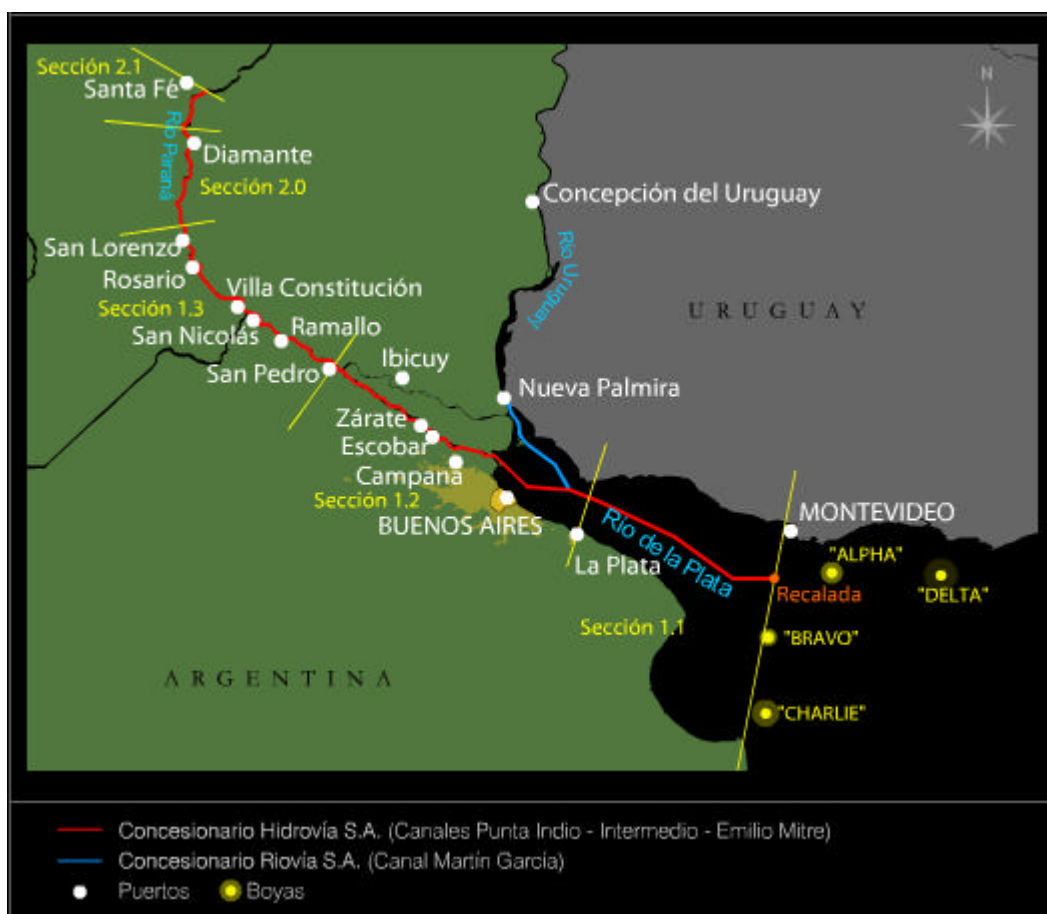 Sección 2.1
Santa Fé
N
Río Paraná
Diamante
Sección 2.0
Concepción del Uruguay
San Lorenzo
Río Uruguay
Rosario
Villa Constitución
Sección 1.3
URUGUAY
San Nicolás
Ramallo
Ibicuy
San Pedro
Nueva Palmira
Zárate
Escobar
Campana
Sección 1.2
BUENOS AIRES
Río de la Plata
MONTEVIDEO
La Plata
"ALPHA"
Recalada
"DELTA"
Sección 1.1
"BRAVO"
ARGENTINA
"CHARLIE"
Concesionario Hidrovía S.A. (Canales Punta Indio - Intermedio - Emilio Mitre)
Concesionario Riovía S.A. (Canal Martín Garcia)
Puertos
Boyas